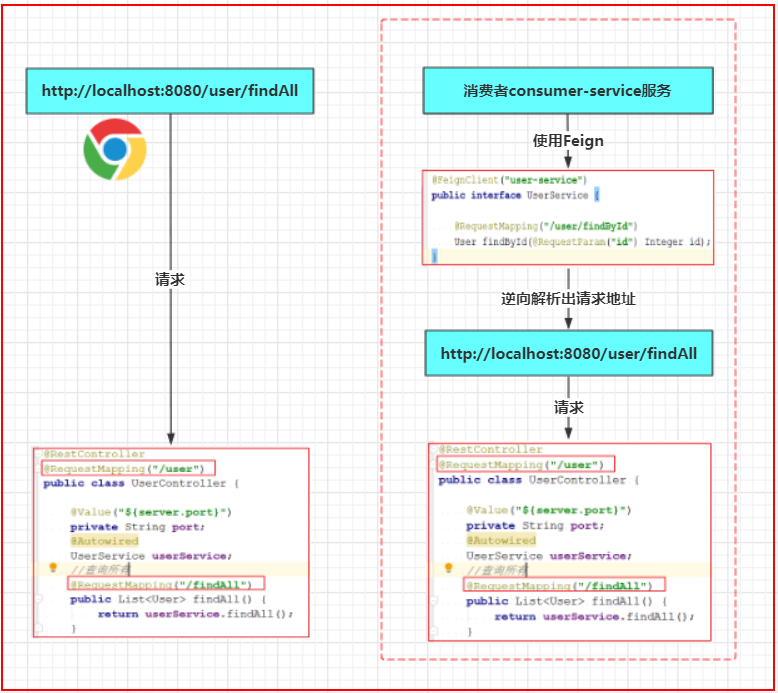 http://localhost:8080/user/findAll
请求
@RestController
@RequestMapping("/user")
public class UserController {
@Value("${server.port}")
private String port;
@Autowired
UserService userService;
//查询所有
@RequestMapping("/findAll")
public List<User> findAll() {
return userService.findAll();
}
消费者consumer-service服务
使用Feign
@FeignClient("user-service")
public interface UserService {
@RequestMapping("/user/findById")
User findById(@RequestParam("id") Integer id);
}
逆向解析出请求地址
http://localhost:8080/user/findAll
请求
@RestController
@RequestMapping("/user")
public class UserController {
@Value("${server.port}")
private String port;
@Autowired
UserService userService;
//查询所有
@RequestMapping("/findAll")
public List<User> findAll() {
return userService.findAll();
}